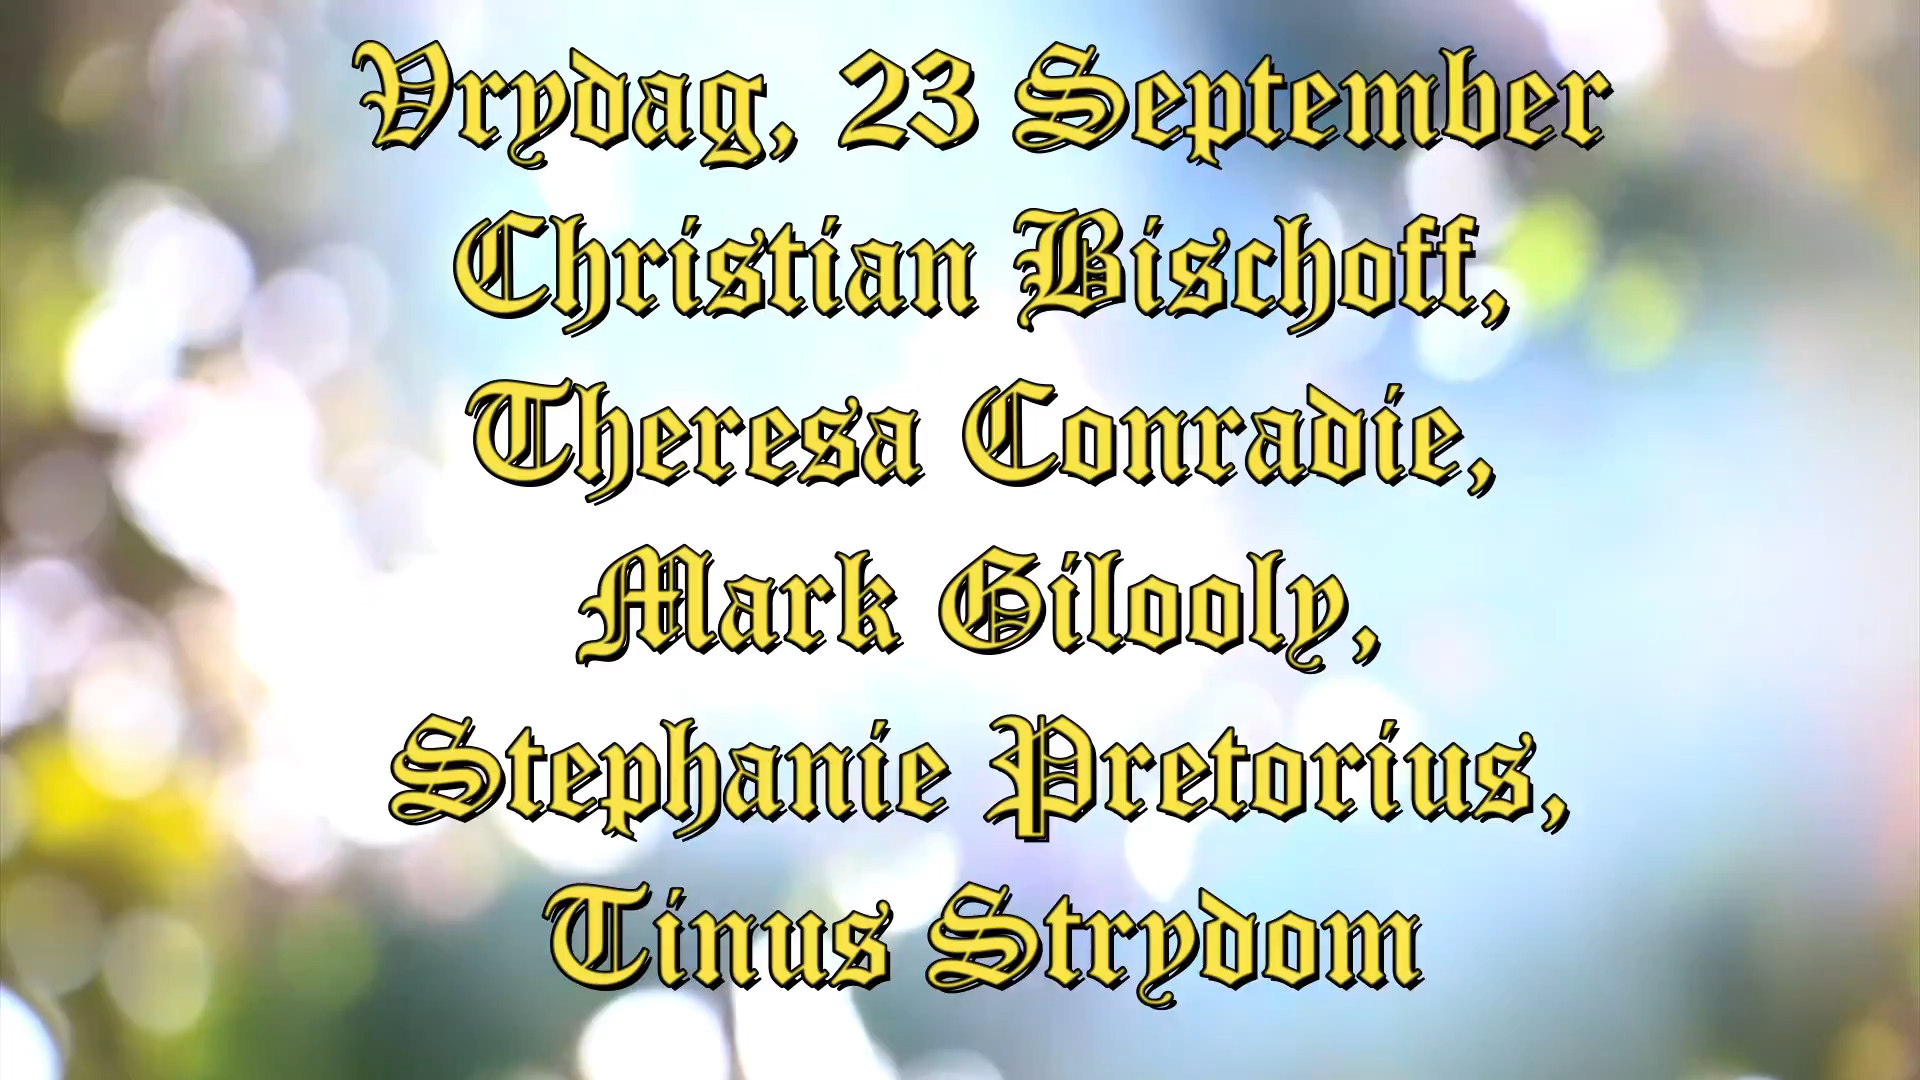 Vrydag, 23 September
Christian Bischoff,
Theresa Conradie,
Mark Gilooly,
Stephanie Pretorius,
Tinus Strydom